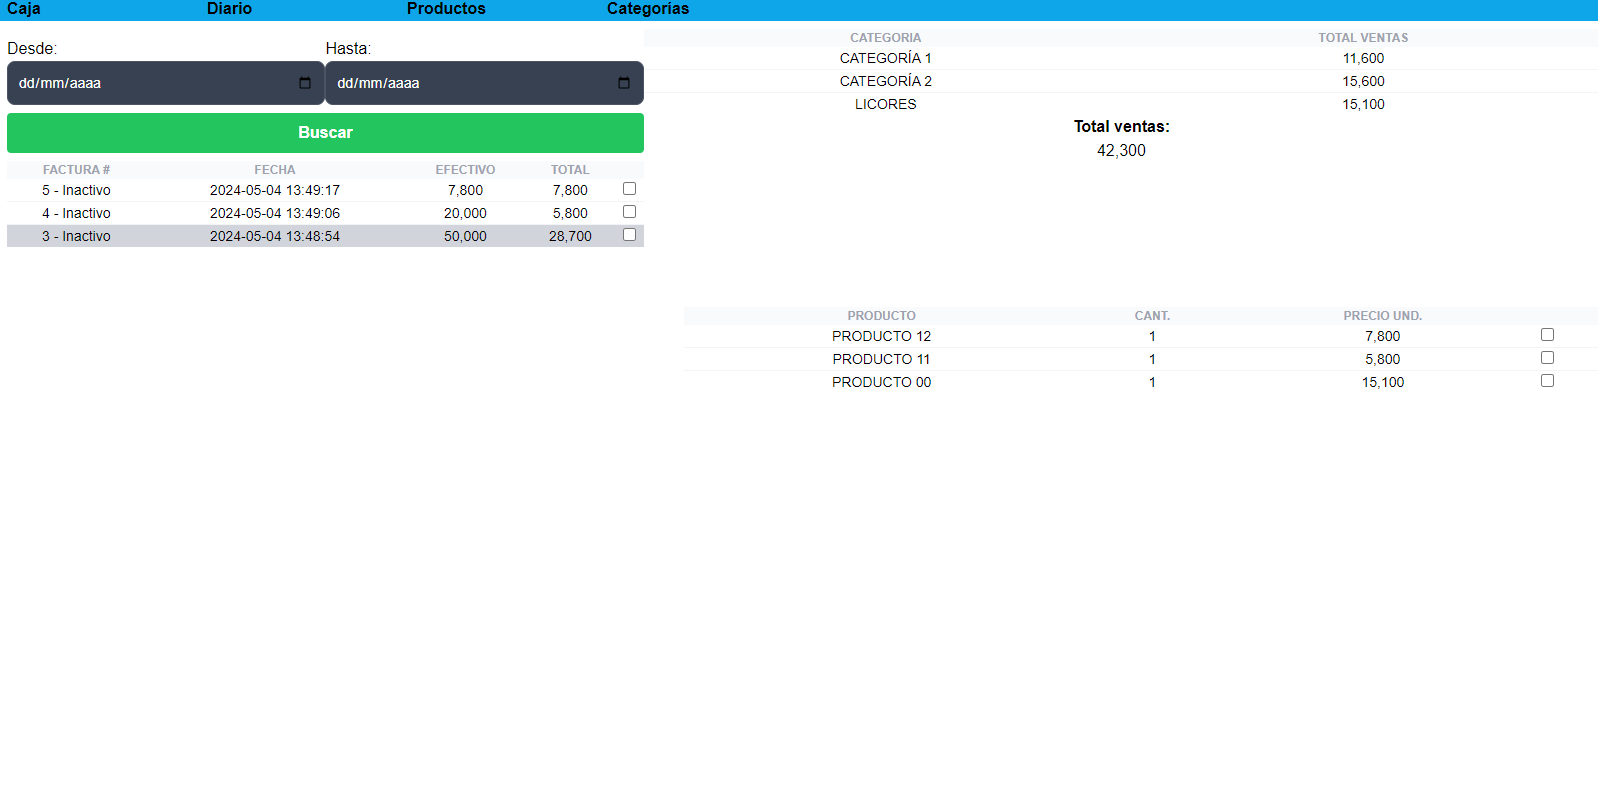 Caja Diario Productos Categorías
Desde: Hasta:
dd/mm/aaaa dd/mm/aaaa
Buscar
FACTURA # FECHA EFECTIVO TOTAL
5 - Inactivo 2024-05-04 13:49:17 7,800 7,800
4 - Inactivo 2024-05-04 13:49:06 20,000 5,800
3 - Inactivo 2024-05-04 13:48:54 50,000 28,700
CATEGORIA TOTAL VENTAS
CATEGORÍA 1 11,600
CATEGORÍA 2 15,600
LICORES 15,100
Total ventas:
42,300
PRODUCTO CANT. PRECIO UND.
PRODUCTO 12 1 7,800
PRODUCTO 11 1 5,800
PRODUCTO 00 1 15,100